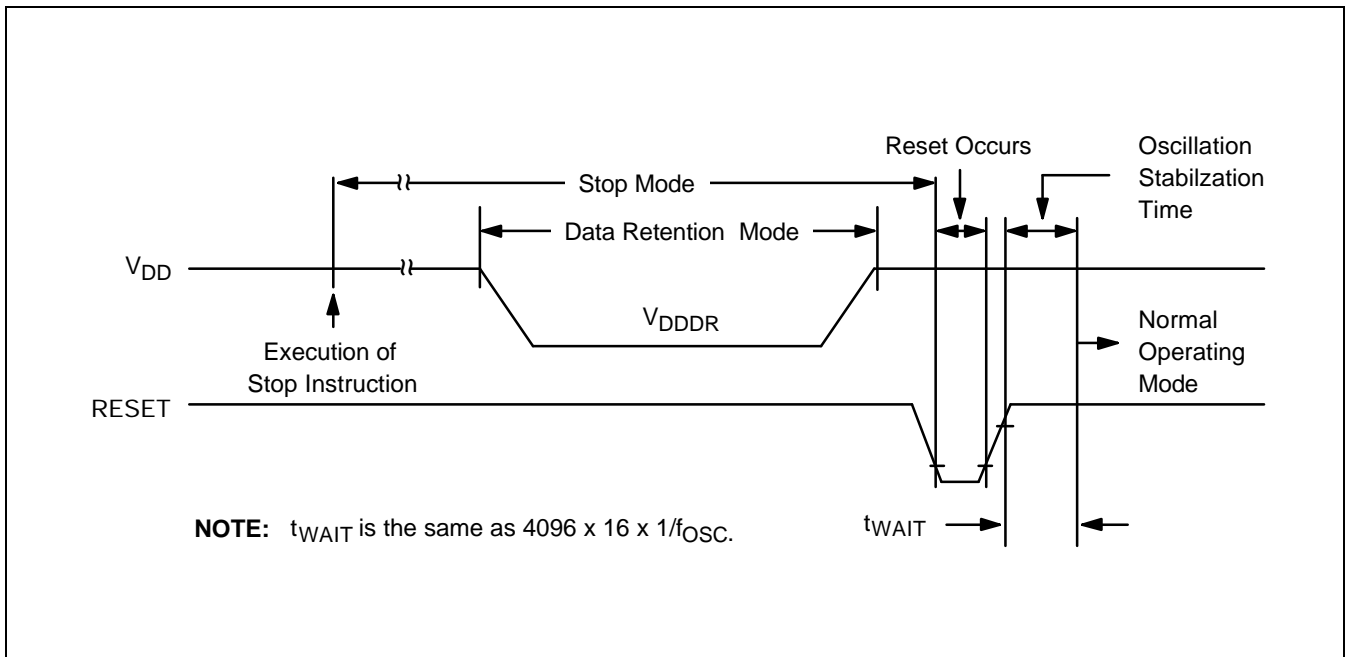 Reset Occurs
Oscillation
Stabilzation
Time
Stop Mode
Data Retention Mode
VDD
VDDDR
Execution of
Stop Instruction
Normal
Operating
Mode
RESET
NOTE: tWAIT is the same as 4096 x 16 x 1/fOSC.
tWAIT